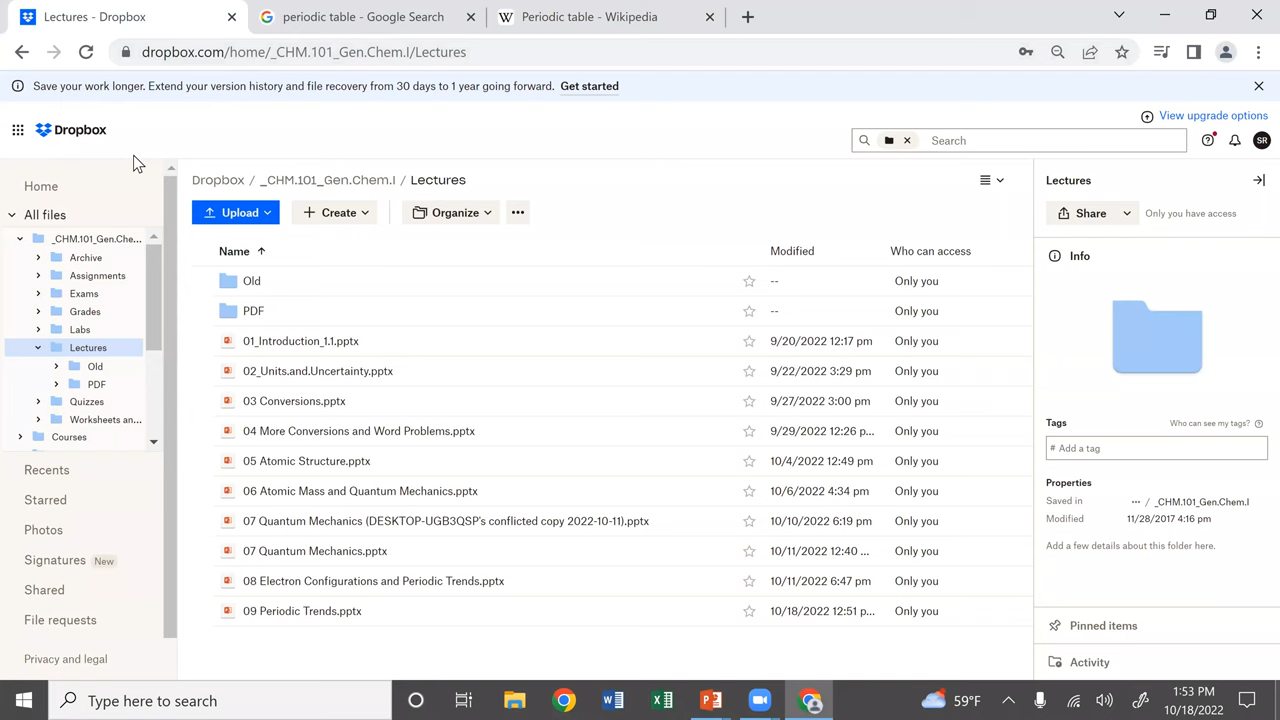 Lectures - Dropbox
periodic table - Google Search
W Periodic table - Wikipedia
dropbox.com/home/_CHM.101_Gen.Chem.I/Lectures
Save your work longer. Extend your version history and file recovery from 30 days to 1 year going forward. Get started
View upgrade options
Dropbox
Search
SR
Home
All files
_CHM.101_Gen.Che...
Archive
Assignments
Exams
Grades
Labs
Lectures
Old
PDF
Quizzes
Worksheets an...
Courses
Recents
Starred
Photos
Signatures New
Shared
File requests
Privacy and legal
Dropbox / _CHM.101_Gen.Chem.I / Lectures
Upload
Create
Organize
Name Modified Who can access
Old -- Only you
PDF -- Only you
01_Introduction_1.1.pptx 9/20/2022 12:17 pm Only you
02_Units.and.Uncertainty.pptx 9/22/2022 3:29 pm Only you
03 Conversions.pptx 9/27/2022 3:00 pm Only you
04 More Conversions and Word Problems.pptx 9/29/2022 12:26 p... Only you
05 Atomic Structure.pptx 10/4/2022 12:49 pm Only you
06 Atomic Mass and Quantum Mechanics.pptx 10/6/2022 4:34 pm Only you
07 Quantum Mechanics (DESKTOP-UGB3QSP's conflicted copy 2022-10-11).pptx 10/10/2022 6:19 pm Only you
07 Quantum Mechanics.pptx 10/11/2022 12:40 ... Only you
08 Electron Configurations and Periodic Trends.pptx 10/11/2022 6:47 pm Only you
09 Periodic Trends.pptx 10/18/2022 12:51 p... Only you
Lectures
Share Only you have access
Info
Tags Who can see my tags?
# Add a tag
Properties
Saved in ... / _CHM.101_Gen.Chem.I
Modified 11/28/2017 4:16 pm
Add a few details about this folder here.
Pinned items
Activity
Type here to search
59°F
1:53 PM
10/18/2022